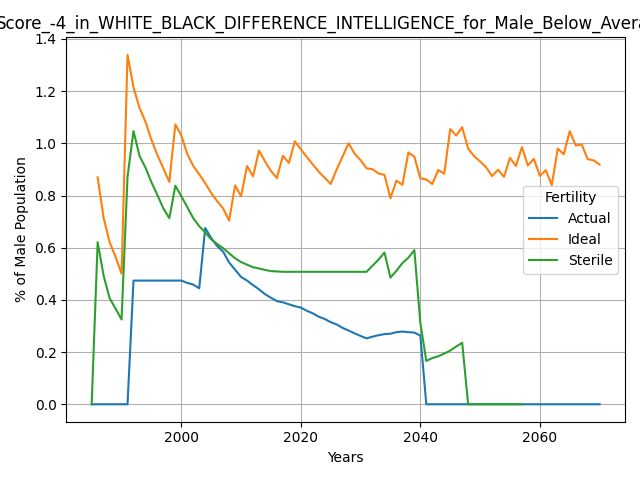 Score_-4_in_WHITE_BLACK_DIFFERENCE_INTELLIGENCE_for_Male_Below_Avera
1.4
1.2
1.0
0.8
0.6
0.4
0.2
0.0
% of Male Population
Fertility
Actual
Ideal
Sterile
2000
2020
2040
2060
Years